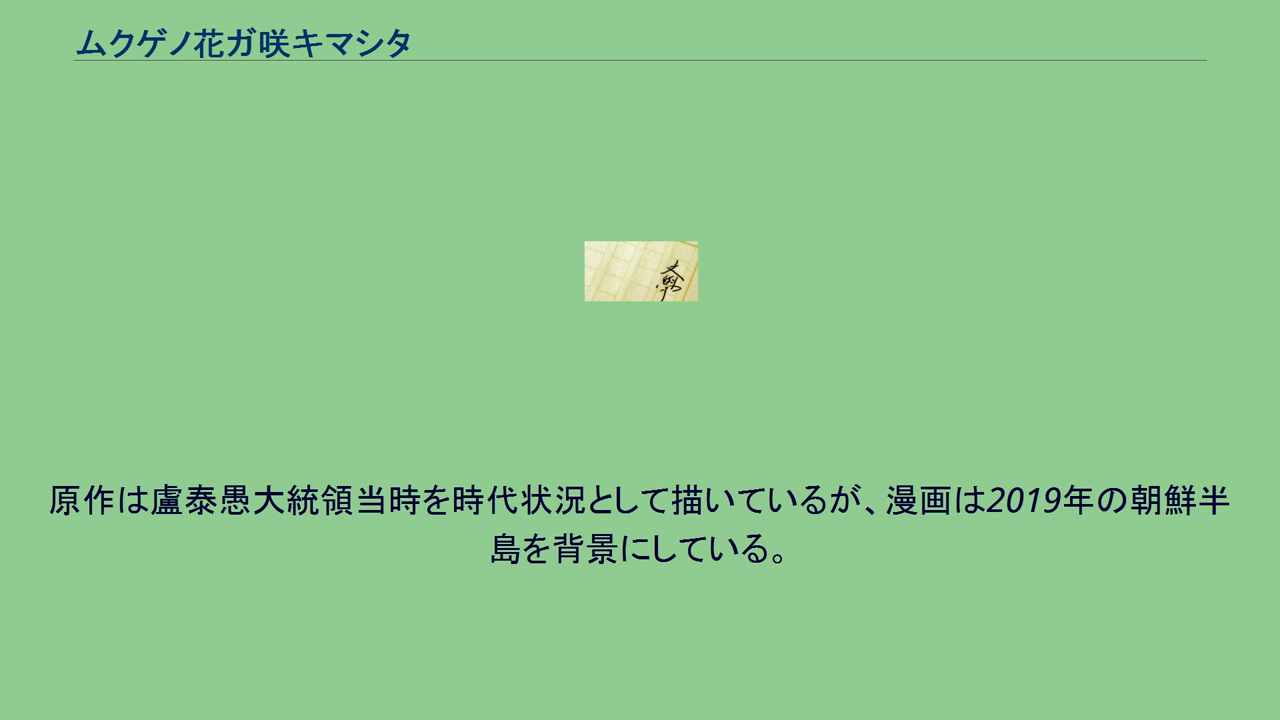 ムクゲノ花ガ咲キマシタ
原作は盧泰愚大統領当時を時代状況として描いているが、漫画は2019年の朝鮮半
島を背景にしている。